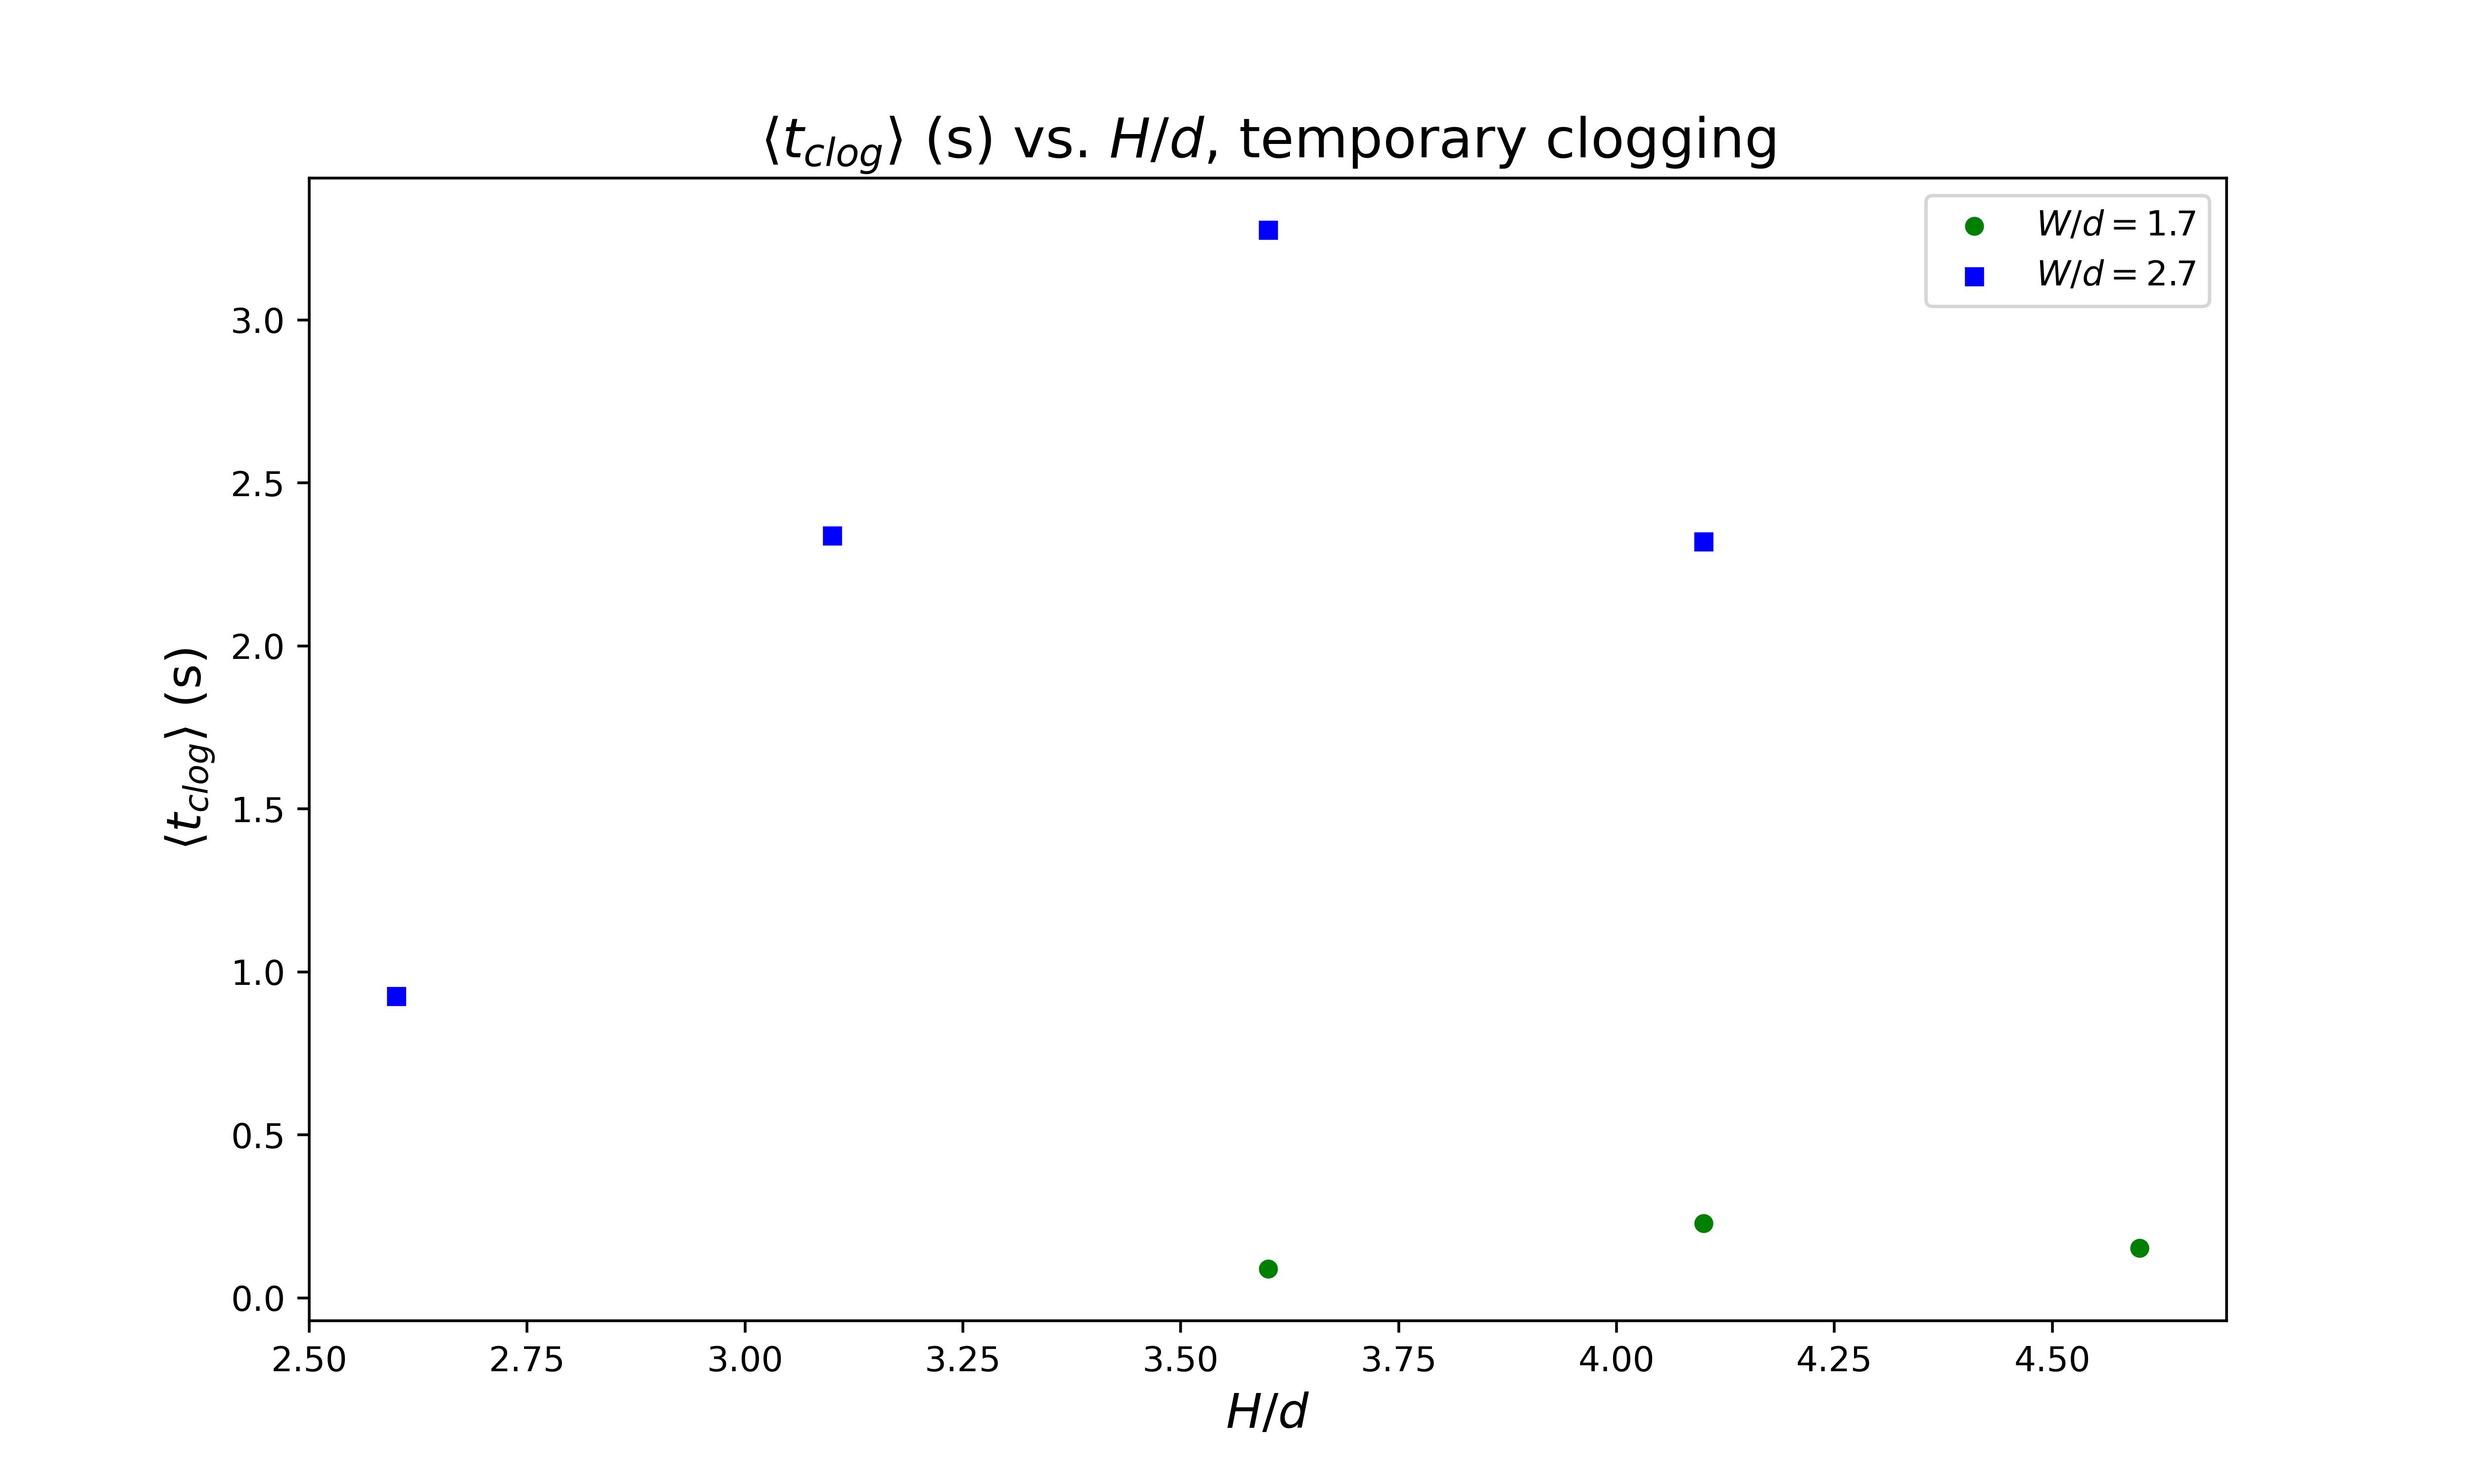 ⟨t_clog⟩ (s) vs. H/d, temporary clogging
W/d = 1.7
W/d = 2.7
⟨t_clog⟩ (s)
3.0
2.5
2.0
1.5
1.0
0.5
0.0
2.50 2.75 3.00 3.25 3.50 3.75 4.00 4.25 4.50
H/d